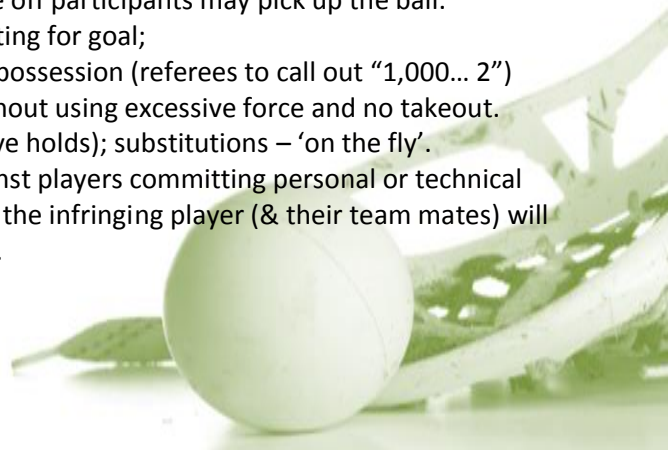 off participants may pick up the ball.
ting for goal;
possession (referees to call out “1,000… 2”)
hout using excessive force and no takeout.
ve holds); substitutions – ‘on the fly’.
nst players committing personal or technical
the infringing player (& their team mates) will
.